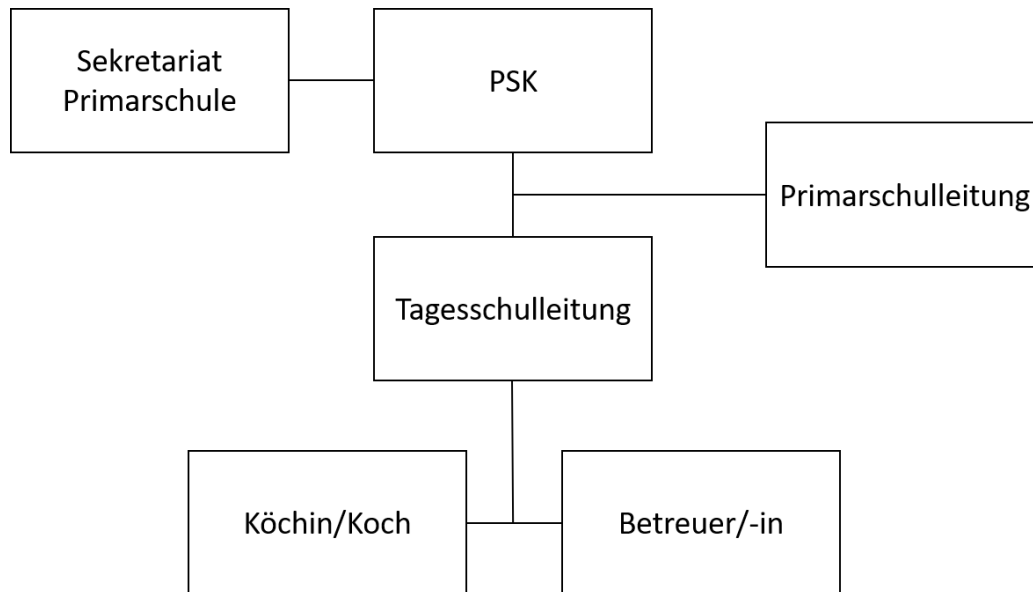 Sekretariat
Primarschule
PSK
Primarschulleitung
Tagesschulleitung
Köchin/Koch
Betreuer/-in